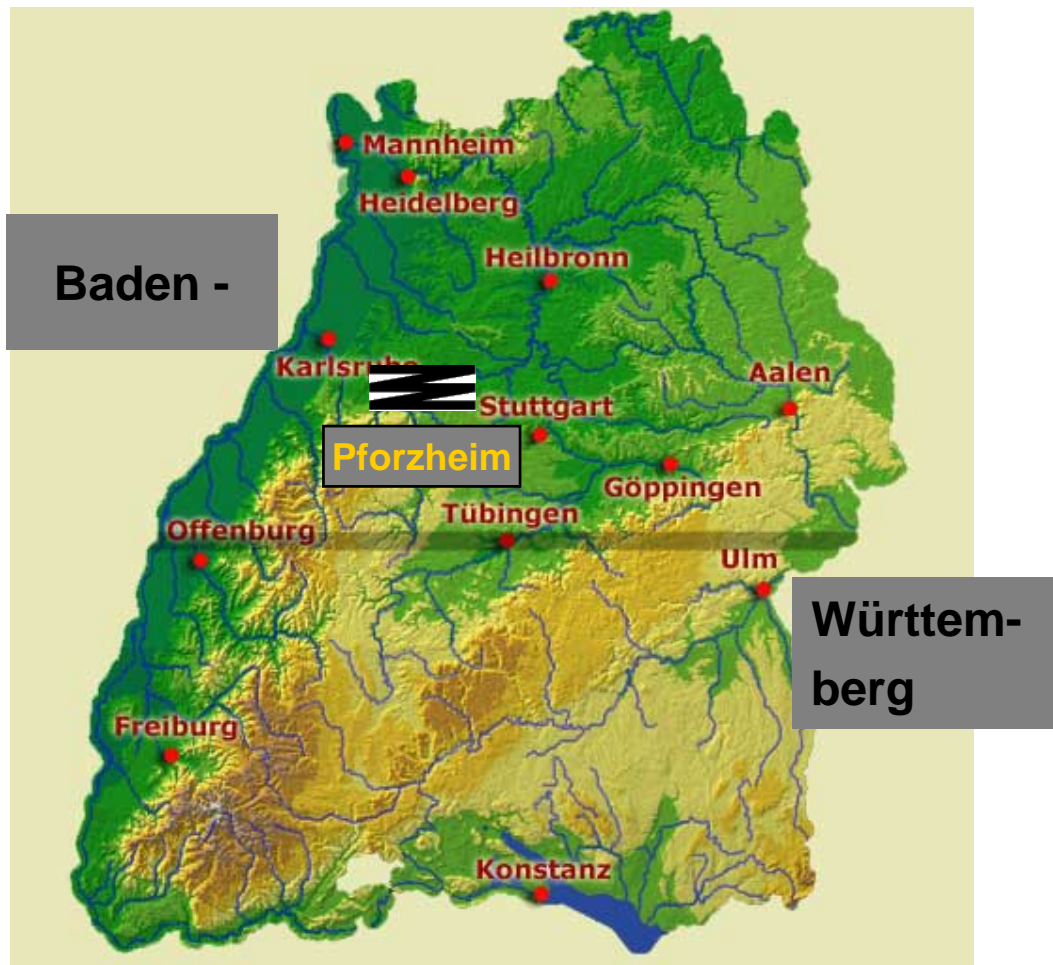 Mannheim
Heidelberg
Baden -
Heilbronn
Karlsruhe
Aalen
Stuttgart
Pforzheim
Göppingen
Tübingen
Offenburg
Ulm
Württem-
berg
Freiburg
Konstanz